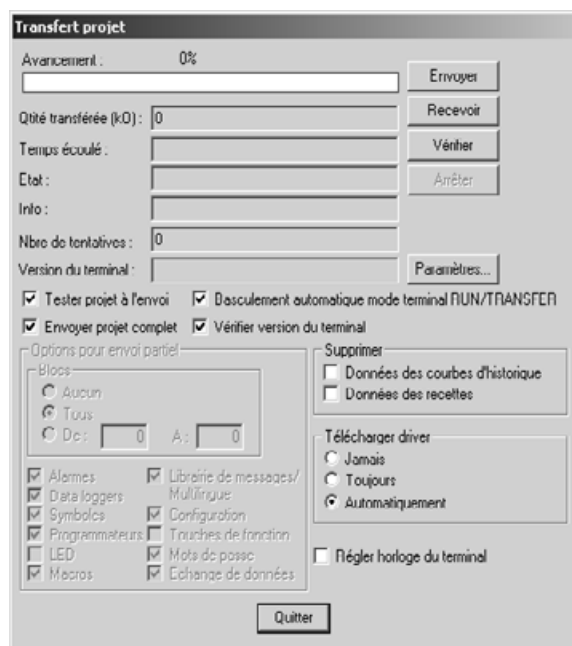 Transfert projet
Avancement : 0%
Envoyer
Qtité transférée (kO) : 0
Recevoir
Temps écoulé :
Vérifier
Etat :
Arrêter
Info :
Nbre de tentatives : 0
Version du terminal :
Paramètres...
Tester projet à l'envoi
Basculement automatique mode terminal RUN/TRANSFER
Envoyer projet complet
Vérifier version du terminal
Options pour envoi partiel
Blocs
Aucun
Tous
De : 0 A : 0
Alarmes
Librairie de messages/
Multilingue
Data loggers
Symboles
Configuration
Programmateurs
Touches de fonction
LED
Mots de passe
Macros
Echange de données
Supprimer
Données des courbes d'historique
Données des recettes
Télécharger driver
Jamais
Toujours
Automatiquement
Régler horloge du terminal
Quitter